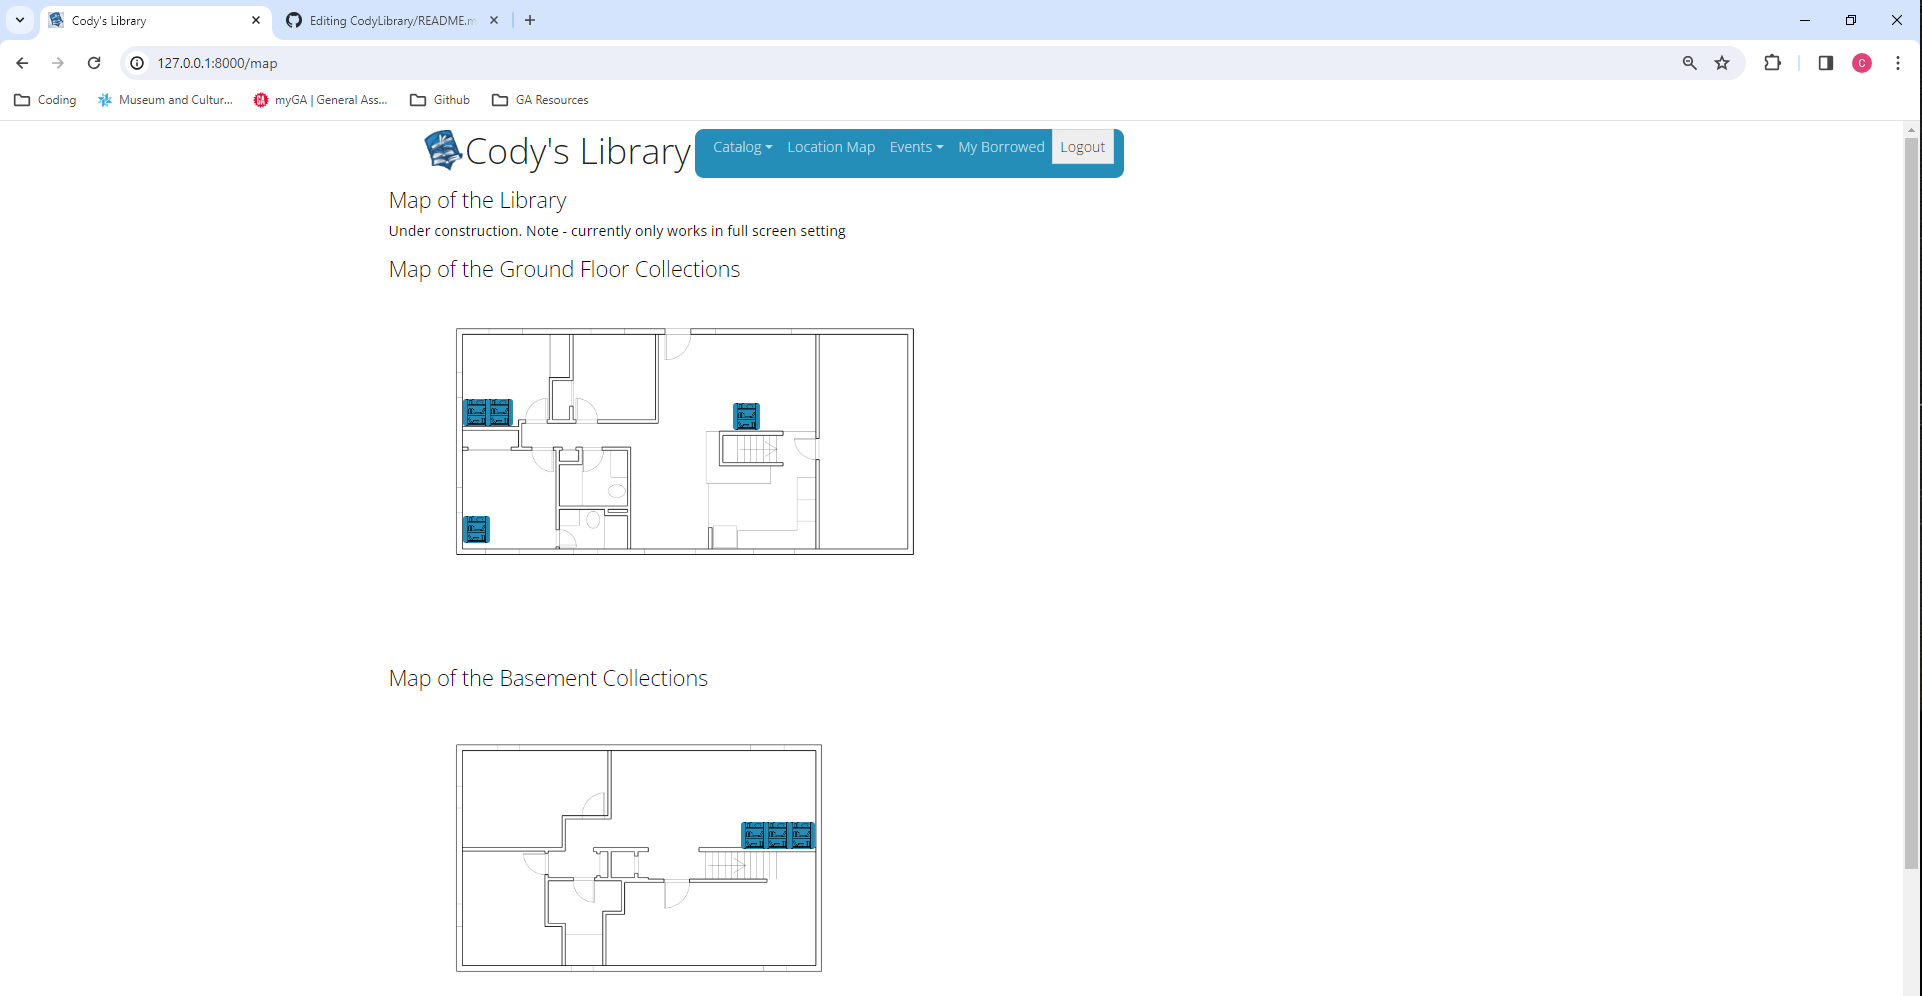 Cody's Library
Editing CodyLibrary/README.m
127.0.0.1:8000/map
C
Coding
Museum and Cultur...
GA
myGA | General Ass...
Github
GA Resources
Cody's Library
Catalog
Location Map
Events
My Borrowed
Logout
Map of the Library
Under construction. Note - currently only works in full screen setting
Map of the Ground Floor Collections
Map of the Basement Collections